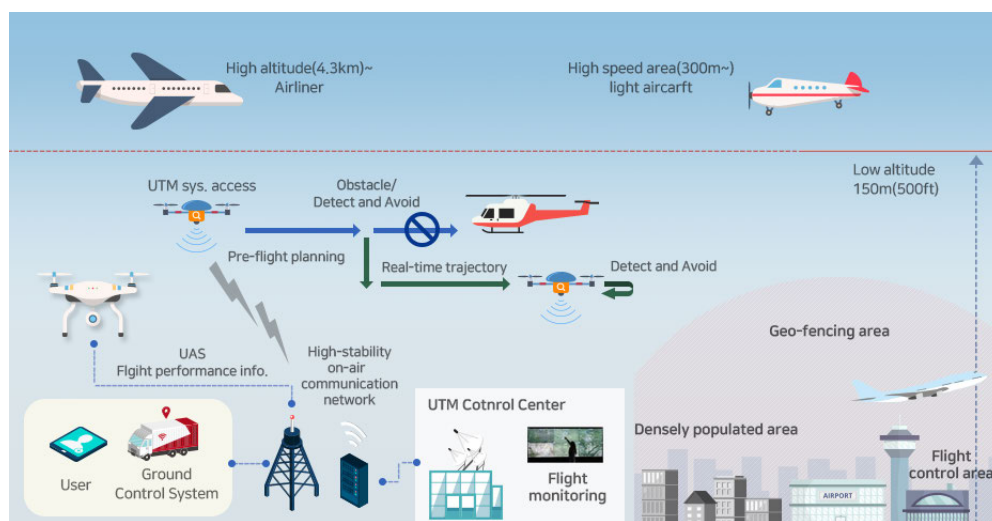 High altitude(4.3km)~
Airliner
High speed area(300m~)
light aircarft
Low altitude
150m(500ft)
UTM sys. access
Obstacle/
Detect and Avoid
Pre-flight planning
Real-time trajectory
Detect and Avoid
Geo-fencing area
UAS
Flgiht performance info.
High-stability
on-air
communication
network
User
Ground
Control System
UTM Cotnrol Center
Flight
monitoring
Densely populated area
AIRPORT
Flight
control area